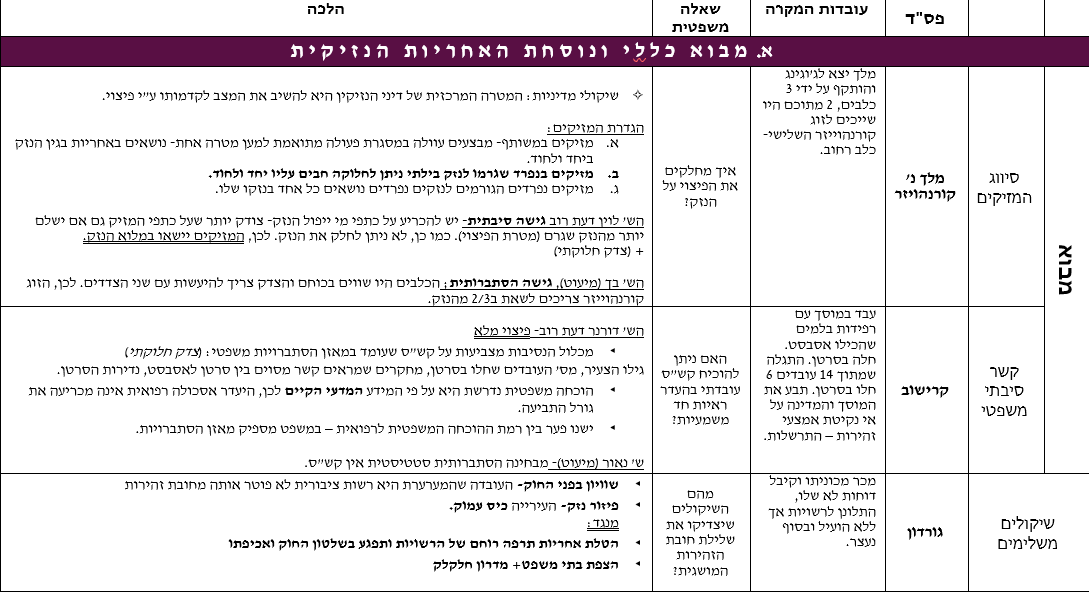 פס"ד
עובדות המקרה
שאלה
משפטית
הלכה
א. מבוא כללי ונוסחת האחריות הנזיקית
מבוא
סיווג
המזיקים
מלך נ'
קורנהויזר
מלך יצא לג'וגינג
והותקף על ידי 3
כלבים, 2 מתוכם היו
שייכים לזוג
קורנהוייזר השלישי-
כלב רחוב.
איך מחלקים
את הפיצוי על
הנזק?
✧ שיקולי מדיניות: המטרה המרכזית של דיני הנזיקין היא להשיב את המצב לקדמותו ע"י פיצוי.
הגדרת המזיקים:
א. מזיקים במשותף- מבצעים עוולה במסגרת פעולה מתואמת למען מטרה אחת- נושאים באחריות בגין הנזק
ביחד ולחוד.
ב. מזיקים בנפרד שגרמו לנזק בילתי ניתן לחלוקה חבים עליו יחד ולחוד.
ג. מזיקים נפרדים הגורמים לנזקים נפרדים נושאים כל אחד בנזקו שלו.
הש' לוין דעת רוב גישה סיבתית- יש להכריע על כתפי מי ייפול הנזק- צודק יותר שעל כתפי המזיק גם אם ישלם
יותר מהנזק שגרם (מטרת הפיצוי). כמו כן, לא ניתן לחלק את הנזק. לכן, המזיקים יישאו במלוא הנזק.
+ (צדק חלוקתי)
הש' בך (מיעוט), גישה הסתברותית: הכלבים היו שווים בכוחם והצדק צריך להיעשות עם שני הצדדים. לכן, הזוג
קורנהוייזר צריכים לשאת ב2/3 מהנזק.
קשר
סיבתי
משפטי
קרישוב
עבד במוסך עם
רפידות בלמים
שהכילו אסבסט.
חלה בסרטן. התגלה
שמתוך 14 עובדים 6
חלו בסרטן. תבע את
המוסך והמדינה על
אי נקיטת אמצעי
זהירות – התרשלות.
האם ניתן
להוכיח קש"ס
עובדתי בהעדר
ראיות חד
משמעיות?
הש' דורנר דעת רוב- פיצוי מלא
מכלול הנסיבות מצביעות על קש"ס שעומד במאזן הסתברויות משפטי: (צדק חלוקתי)
גילו הצעיר, מס' העובדים שחלו בסרטן, מחקרים שמראים קשר מסוים בין סרטן לאסבסט, נדירות הסרטן.
הוכחה משפטית נדרשת היא על פי המידע המדעי הקיים לכן, היעדר אסכולה רפואית אינה מכריעה את
גורל התביעה.
ישנו פער בין רמת ההוכחה המשפטית לרפואית – במשפט מספיק מאזן הסתברויות.
ש' נאור (מיעוט)- מבחינה הסתברותית סטטיסטית אין קש"ס.
שיקולים
משלימים
גורדון
מכר מכוניתו וקיבל
דוחות לא שלו,
התלונן לרשויות אך
ללא הועיל ובסוף
נעצר.
מהם
השיקולים
שיצדיקו את
שלילת חובת
הזהירות
המושגית?
שוויון בפני החוק- העובדה שהמערערת היא רשות ציבורית לא פוטר אותה מחובת זהירות
פיזור נזק- העירייה כיס עמוק.
מנגד:
הטלת אחריות תרפה רוחם של הרשויות ותפגע בשלטון החוק ואכיפתו
הצפת בתי משפט+ מדרון חלקלק